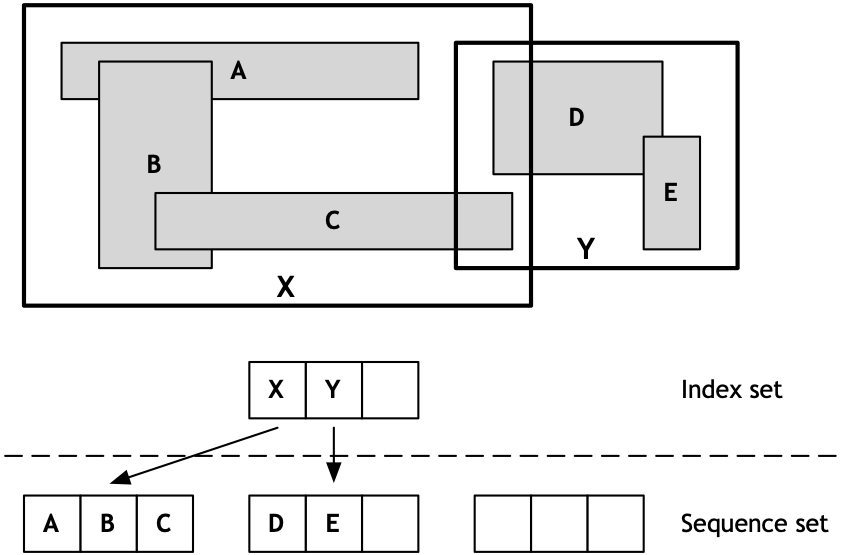 A
D
B
E
C
Y
X
X Y
Index set
A B C
D E
Sequence set